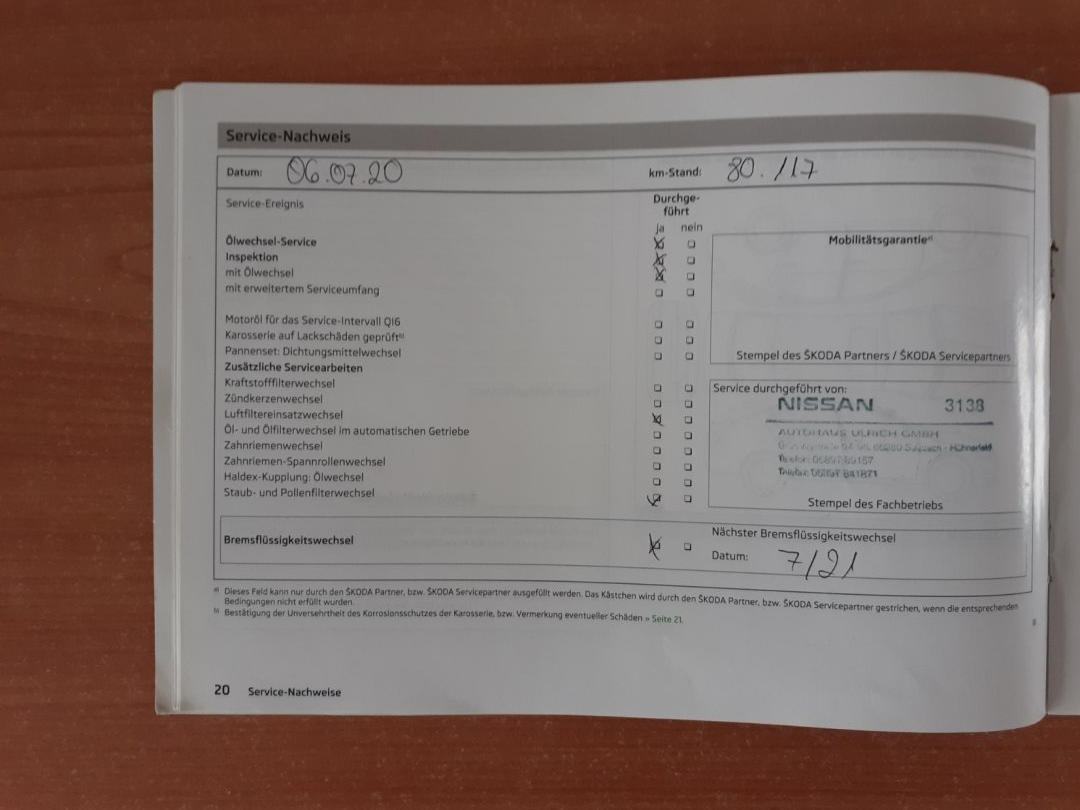 Service-Nachweis
Datum: 06.07.20 km-Stand: 80.117
Service-Ereignis Durchge-
führt
ja nein
Ölwechsel-Service
Inspektion
mit Ölwechsel
mit erweitertem Serviceumfang
Motoröl für das Service-Intervall QI6
Karosserie auf Lackschäden geprüft b)
Pannenset: Dichtungsmittelwechsel
Zusätzliche Servicearbeiten
Kraftstofffilterwechsel
Zündkerzenwechsel
Luftfiltereinsatzwechsel
Öl- und Ölfilterwechsel im automatischen Getriebe
Zahnriemenwechsel
Zahnriemen-Spannrollenwechsel
Haldex-Kupplung: Ölwechsel
Staub- und Pollenfilterwechsel
Mobilitätsgarantie a)
Stempel des ŠKODA Partners / ŠKODA Servicepartners
Service durchgeführt von:
NISSAN 3138
AUTOHAUS ULRICH GMBH
Sulzbach - Hühnerfeld
Stempel des Fachbetriebs
Bremsflüssigkeitswechsel
Nächster Bremsflüssigkeitswechsel
Datum: 7/21
a) Dieses Feld kann nur durch den ŠKODA Partner, bzw. ŠKODA Servicepartner ausgefüllt werden. Das Kästchen wird durch den ŠKODA Partner, bzw. ŠKODA Servicepartner gestrichen, wenn die entsprechenden
Bedingungen nicht erfüllt wurden.
b) Bestätigung der Unversehrtheit des Korrosionsschutzes der Karosserie, bzw. Vermerkung eventueller Schäden » Seite 21.
20 Service-Nachweise